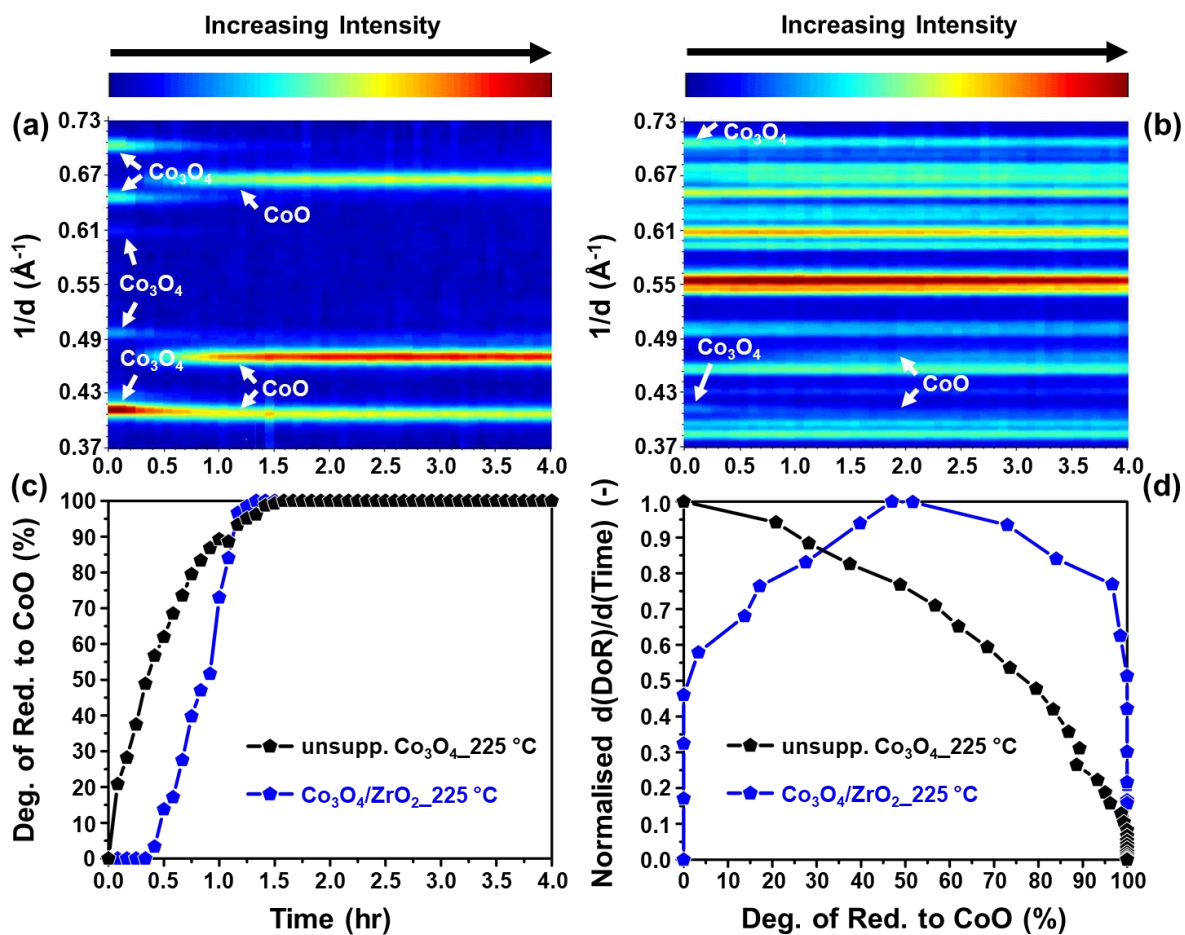 Increasing Intensity
Increasing Intensity
(a)
0.73
0.67
0.61
0.55
0.49
0.43
0.37
1/d (Å⁻¹)
Co₃O₄
CoO
Co₃O₄
Co₃O₄
CoO
0.0 0.5 1.0 1.5 2.0 2.5 3.0 3.5 4.0
(b)
0.73
0.67
0.61
0.55
0.49
0.43
0.37
1/d (Å⁻¹)
Co₃O₄
Co₃O₄
CoO
0.0 0.5 1.0 1.5 2.0 2.5 3.0 3.5 4.0
(c)
100
90
80
70
60
50
40
30
20
10
0
Deg. of Red. to CoO (%)
unsupp. Co₃O₄_225 °C
Co₃O₄/ZrO₂_225 °C
0.0 0.5 1.0 1.5 2.0 2.5 3.0 3.5 4.0
Time (hr)
(d)
1.0
0.9
0.8
0.7
0.6
0.5
0.4
0.3
0.2
0.1
0.0
Normalised d(DoR)/d(Time) (-)
unsupp. Co₃O₄_225 °C
Co₃O₄/ZrO₂_225 °C
0 10 20 30 40 50 60 70 80 90 100
Deg. of Red. to CoO (%)